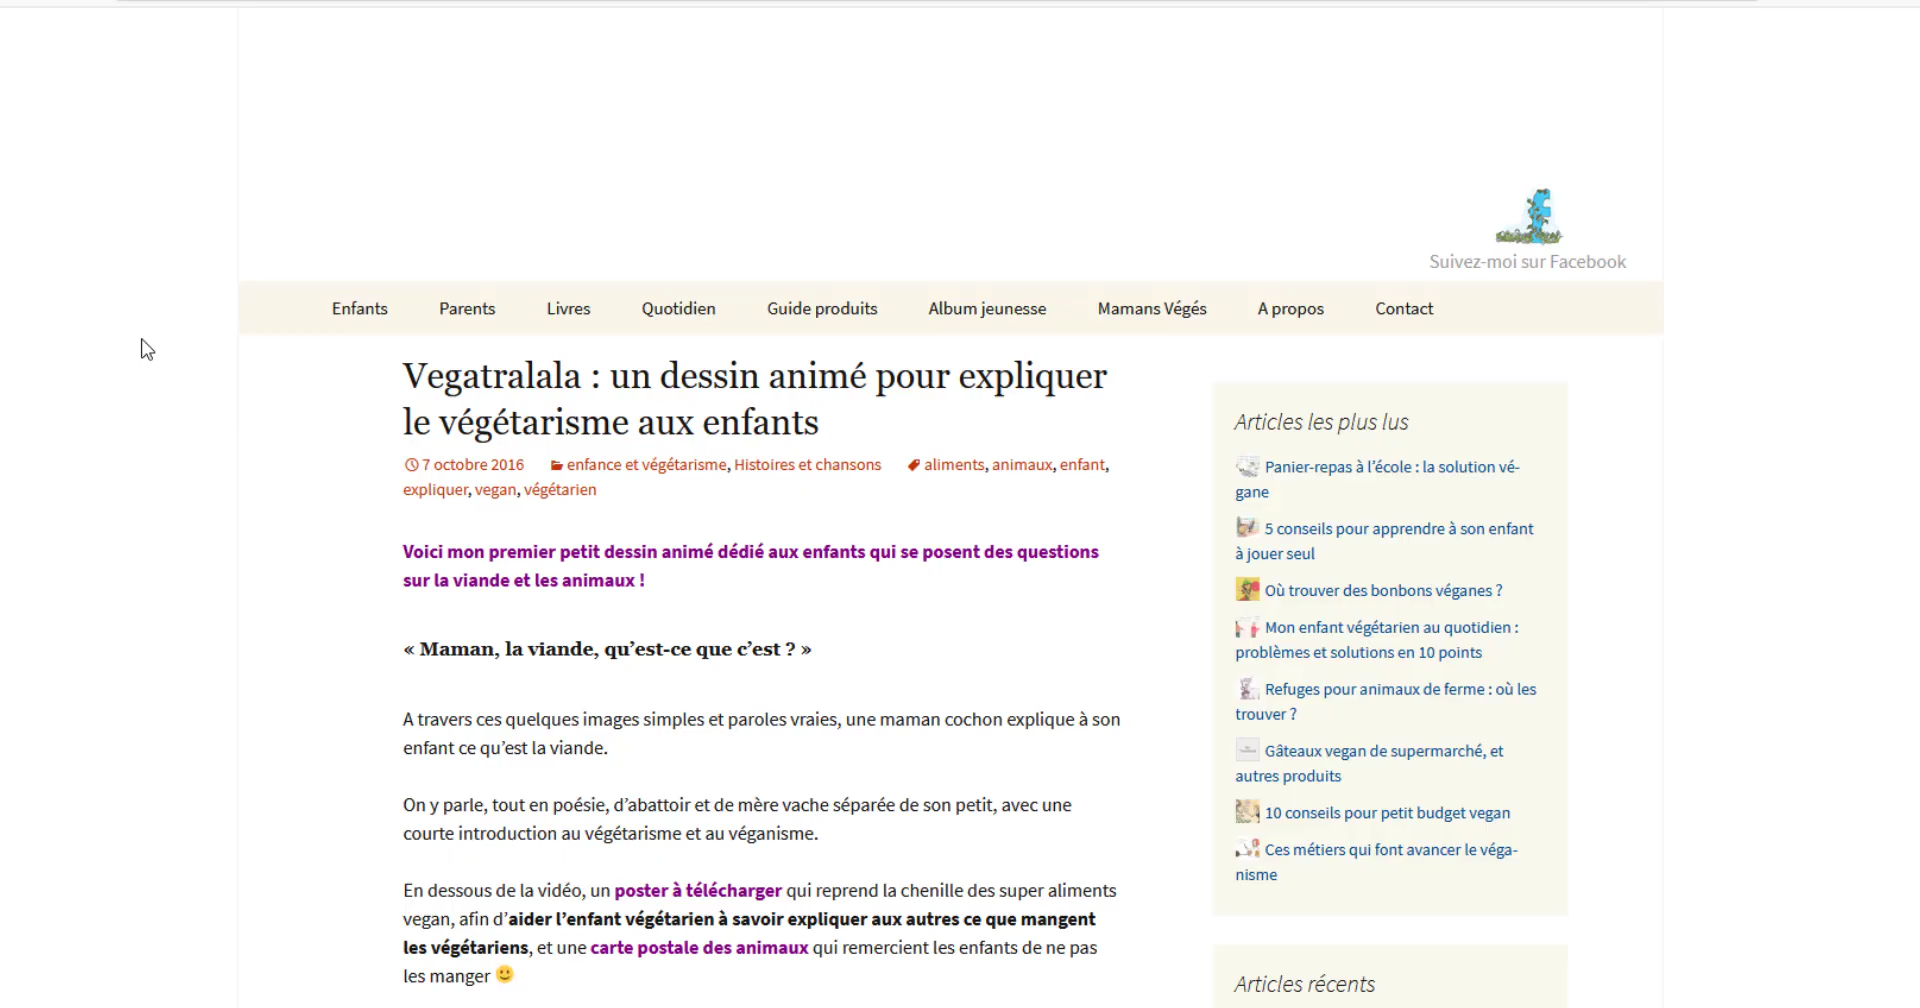 Suivez-moi sur Facebook
Enfants Parents Livres Quotidien Guide produits Album jeunesse Mamans Végés A propos Contact
Vegatralala : un dessin animé pour expliquer
le végétarisme aux enfants
7 octobre 2016 enfance et végétarisme, Histoires et chansons aliments, animaux, enfant,
expliquer, vegan, végétarien
Voici mon premier petit dessin animé dédié aux enfants qui se posent des questions
sur la viande et les animaux !
« Maman, la viande, qu’est-ce que c’est ? »
A travers ces quelques images simples et paroles vraies, une maman cochon explique à son
enfant ce qu’est la viande.
On y parle, tout en poésie, d’abattoir et de mère vache séparée de son petit, avec une
courte introduction au végétarisme et au véganisme.
En dessous de la vidéo, un poster à télécharger qui reprend la chenille des super aliments
vegan, afin d’aider l’enfant végétarien à savoir expliquer aux autres ce que mangent
les végétariens, et une carte postale des animaux qui remercient les enfants de ne pas
les manger 🙂
Articles les plus lus
Panier-repas à l’école : la solution vé-
gane
5 conseils pour apprendre à son enfant
à jouer seul
Où trouver des bonbons véganes ?
Mon enfant végétarien au quotidien :
problèmes et solutions en 10 points
Refuges pour animaux de ferme : où les
trouver ?
Gâteaux vegan de supermarché, et
autres produits
10 conseils pour petit budget vegan
Ces métiers qui font avancer le véga-
nisme
Articles récents